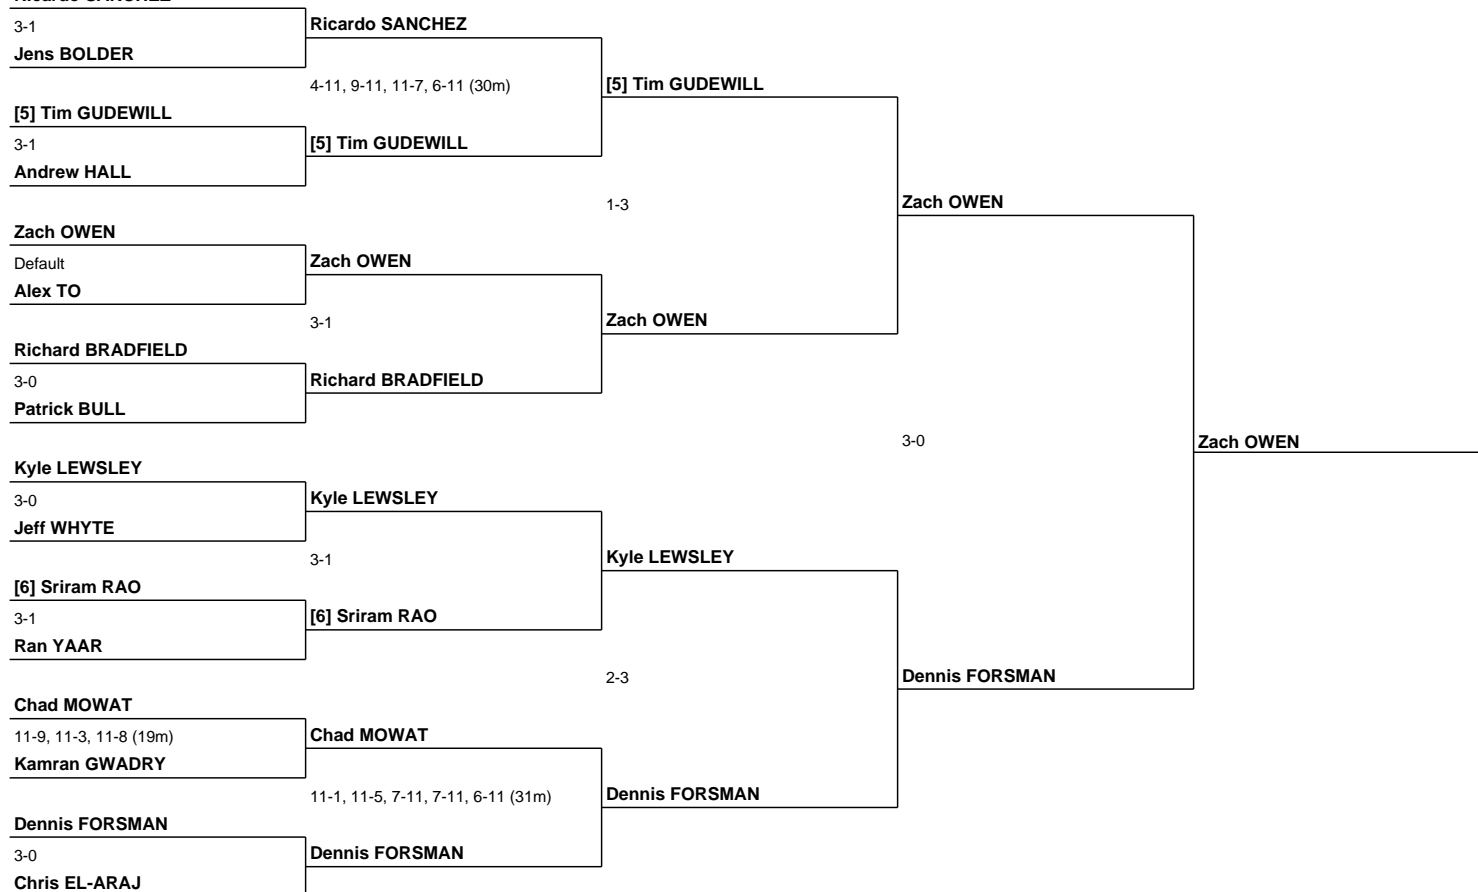 Ricardo SANCHEZ
3-1
Jens BOLDER
[5] Tim GUDEWILL
3-1
Andrew HALL
Zach OWEN
Default
Alex TO
Richard BRADFIELD
3-0
Patrick BULL
Kyle LEWSLEY
3-0
Jeff WHYTE
[6] Sriram RAO
3-1
Ran YAAR
Chad MOWAT
11-9, 11-3, 11-8 (19m)
Kamran GWADRY
Dennis FORSMAN
3-0
Chris EL-ARAJ
Ricardo SANCHEZ
4-11, 9-11, 11-7, 6-11 (30m)
[5] Tim GUDEWILL
Zach OWEN
3-1
Richard BRADFIELD
Kyle LEWSLEY
3-1
[6] Sriram RAO
Chad MOWAT
11-1, 11-5, 7-11, 7-11, 6-11 (31m)
Dennis FORSMAN
[5] Tim GUDEWILL
1-3
Zach OWEN
Kyle LEWSLEY
2-3
Dennis FORSMAN
Zach OWEN
3-0
Dennis FORSMAN
Zach OWEN